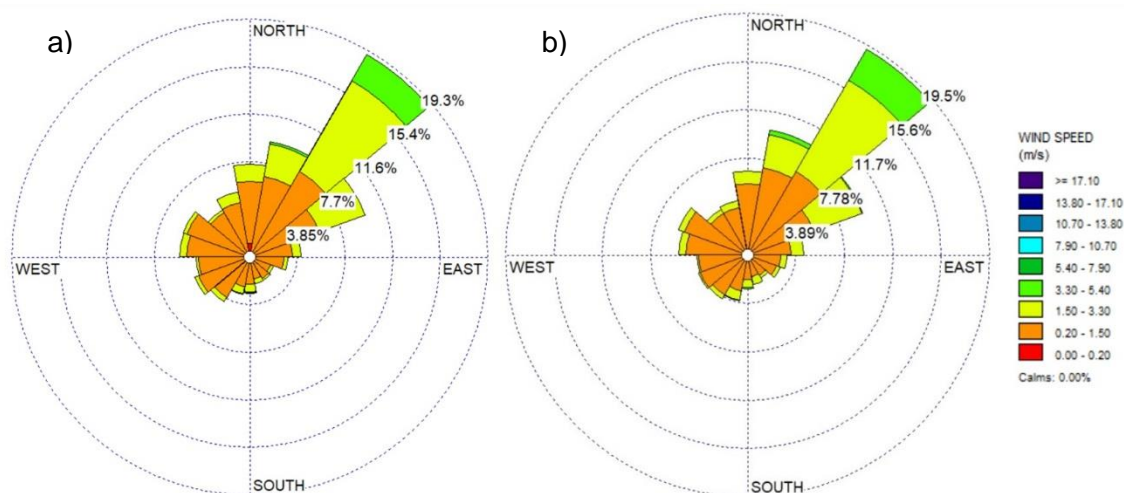 a)
NORTH
19.3%
15.4%
11.6%
7.7%
3.85%
WEST
EAST
SOUTH
b)
NORTH
19.5%
15.6%
11.7%
7.78%
3.89%
WEST
EAST
SOUTH
WIND SPEED
(m/s)
>= 17.10
13.80 - 17.10
10.70 - 13.80
7.90 - 10.70
5.40 - 7.90
3.30 - 5.40
1.50 - 3.30
0.20 - 1.50
0.00 - 0.20
Calms: 0.00%